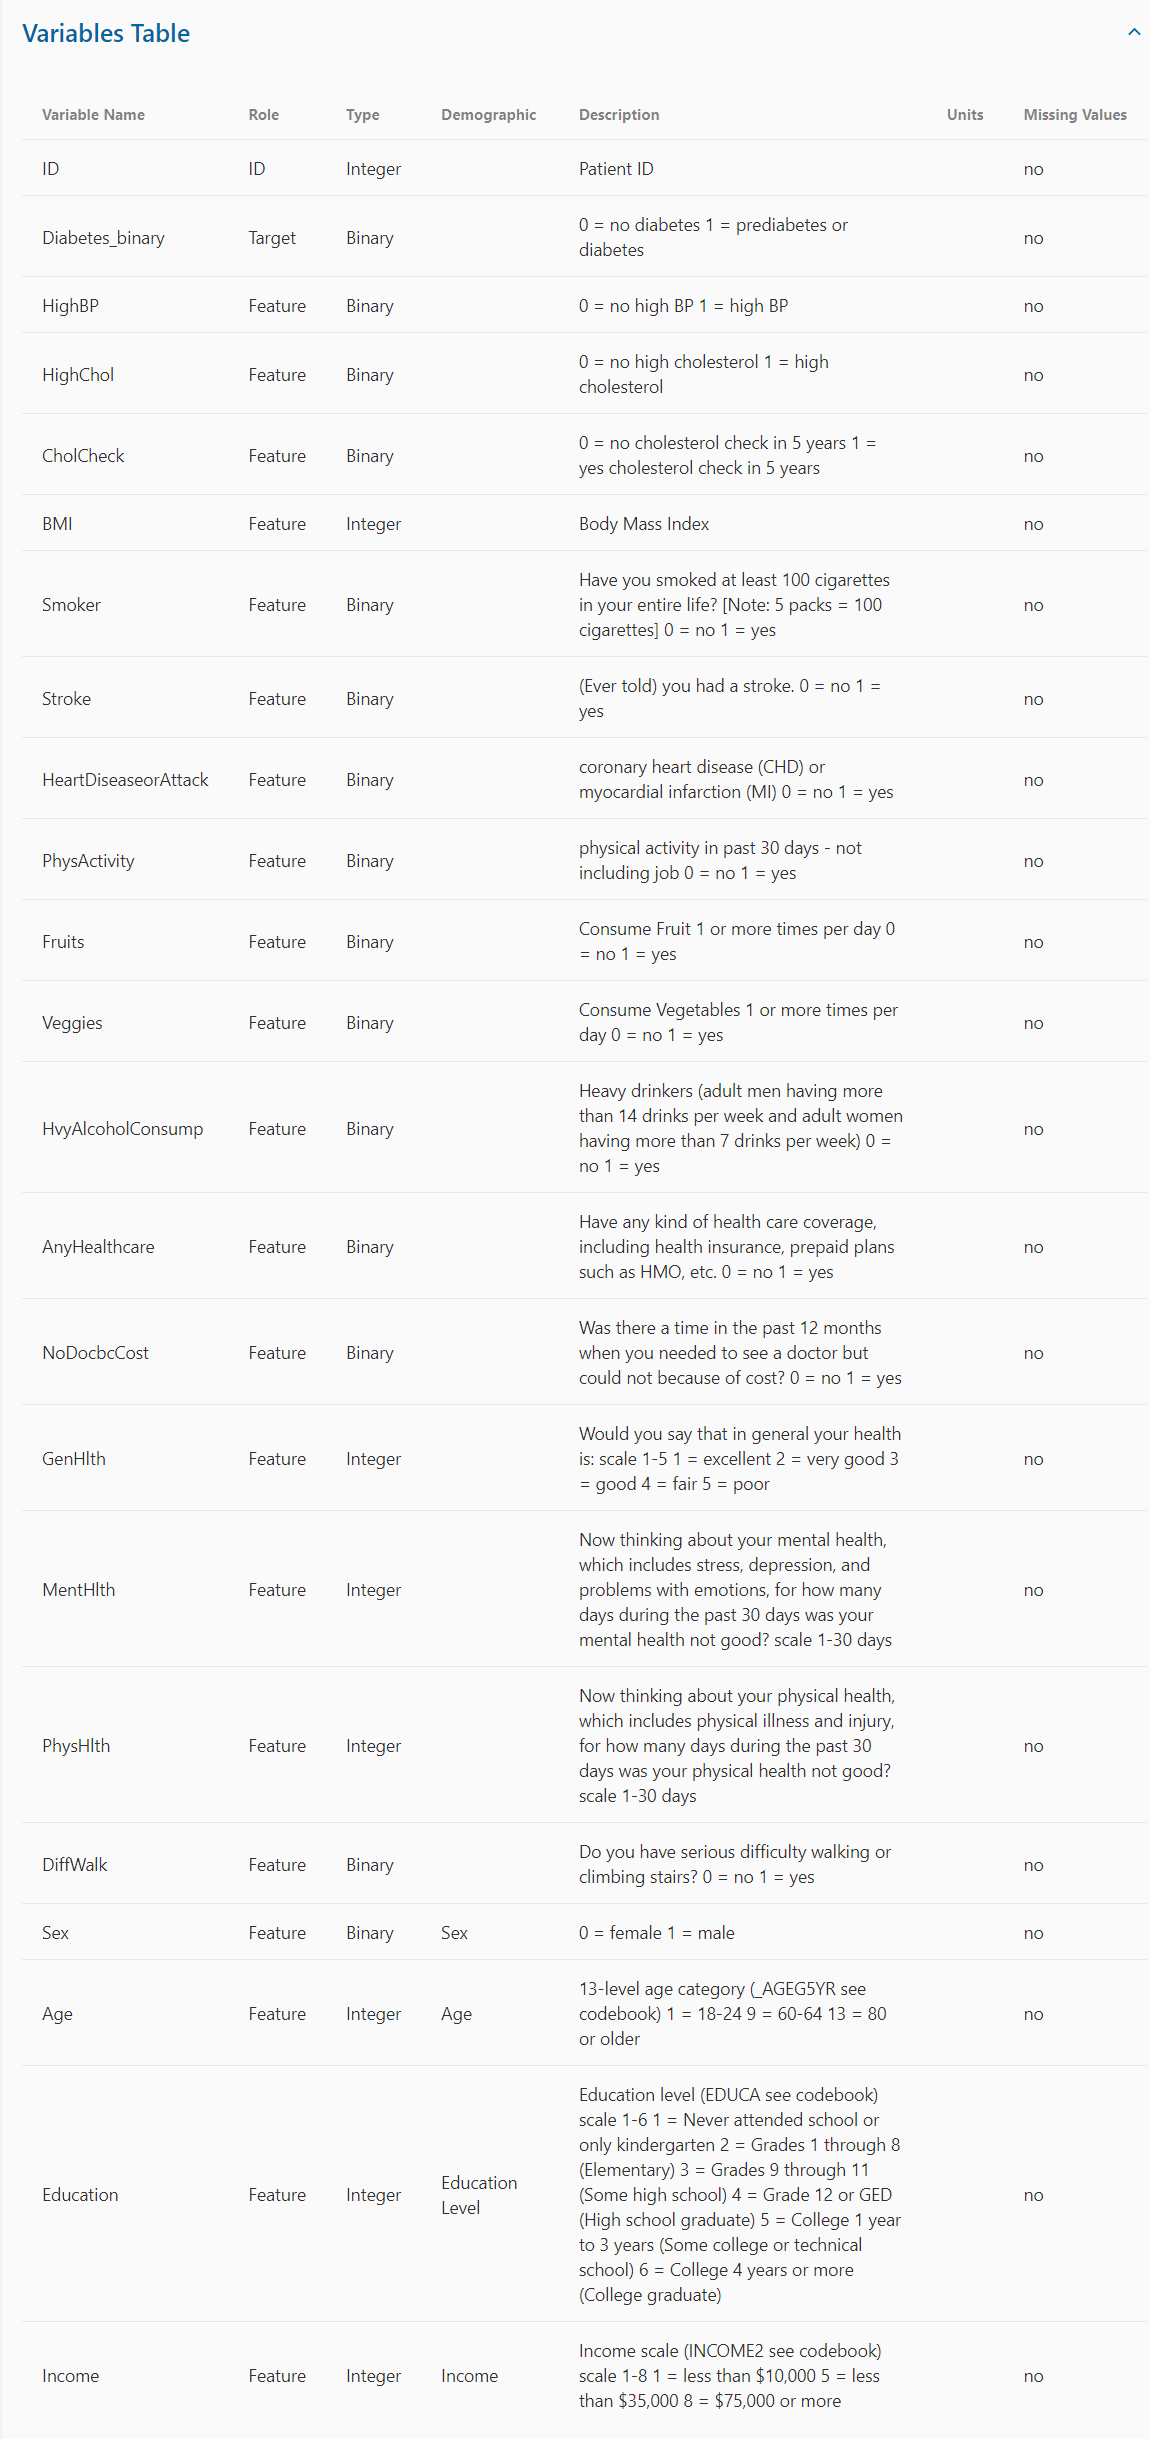 Variables Table
Variable Name Role Type Demographic Description Units Missing Values
ID ID Integer Patient ID no
0 = no diabetes 1 = prediabetes or
Diabetes_binary Target Binary no
diabetes
HighBP Feature Binary 0 = no high BP 1 = high BP no
0 = no high cholesterol 1 = high
HighChol Feature Binary no
cholesterol
0 = no cholesterol check in 5 years 1 =
CholCheck Feature Binary no
yes cholesterol check in 5 years
BMI Feature Integer Body Mass Index no
Have you smoked at least 100 cigarettes
Smoker Feature Binary in your entire life? [Note: 5 packs = 100 no
cigarettes] 0 = no 1 = yes
(Ever told) you had a stroke. 0 = no 1 =
Stroke Feature Binary no
yes
coronary heart disease (CHD) or
HeartDiseaseorAttack Feature Binary no
myocardial infarction (MI) 0 = no 1 = yes
physical activity in past 30 days - not
PhysActivity Feature Binary no
including job 0 = no 1 = yes
Consume Fruit 1 or more times per day 0
Fruits Feature Binary no
= no 1 = yes
Consume Vegetables 1 or more times per
Veggies Feature Binary no
day 0 = no 1 = yes
Heavy drinkers (adult men having more
than 14 drinks per week and adult women
HvyAlcoholConsump Feature Binary no
having more than 7 drinks per week) 0 =
no 1 = yes
Have any kind of health care coverage,
AnyHealthcare Feature Binary including health insurance, prepaid plans no
such as HMO, etc. 0 = no 1 = yes
Was there a time in the past 12 months
NoDocbcCost Feature Binary when you needed to see a doctor but no
could not because of cost? 0 = no 1 = yes
Would you say that in general your health
GenHlth Feature Integer is: scale 1-5 1 = excellent 2 = very good 3 no
= good 4 = fair 5 = poor
Now thinking about your mental health,
which includes stress, depression, and
MentHlth Feature Integer problems with emotions, for how many no
days during the past 30 days was your
mental health not good? scale 1-30 days
Now thinking about your physical health,
which includes physical illness and injury,
PhysHlth Feature Integer for how many days during the past 30 no
days was your physical health not good?
scale 1-30 days
Do you have serious difficulty walking or
DiffWalk Feature Binary no
climbing stairs? 0 = no 1 = yes
Sex Feature Binary Sex 0 = female 1 = male no
13-level age category (_AGEG5YR see
Age Feature Integer Age codebook) 1 = 18-24 9 = 60-64 13 = 80 no
or older
Education level (EDUCA see codebook)
scale 1-6 1 = Never attended school or
only kindergarten 2 = Grades 1 through 8
(Elementary) 3 = Grades 9 through 11
Education Feature Integer Education Level (Some high school) 4 = Grade 12 or GED no
(High school graduate) 5 = College 1 year
to 3 years (Some college or technical
school) 6 = College 4 years or more
(College graduate)
Income scale (INCOME2 see codebook)
Income Feature Integer Income scale 1-8 1 = less than $10,000 5 = less no
than $35,000 8 = $75,000 or more